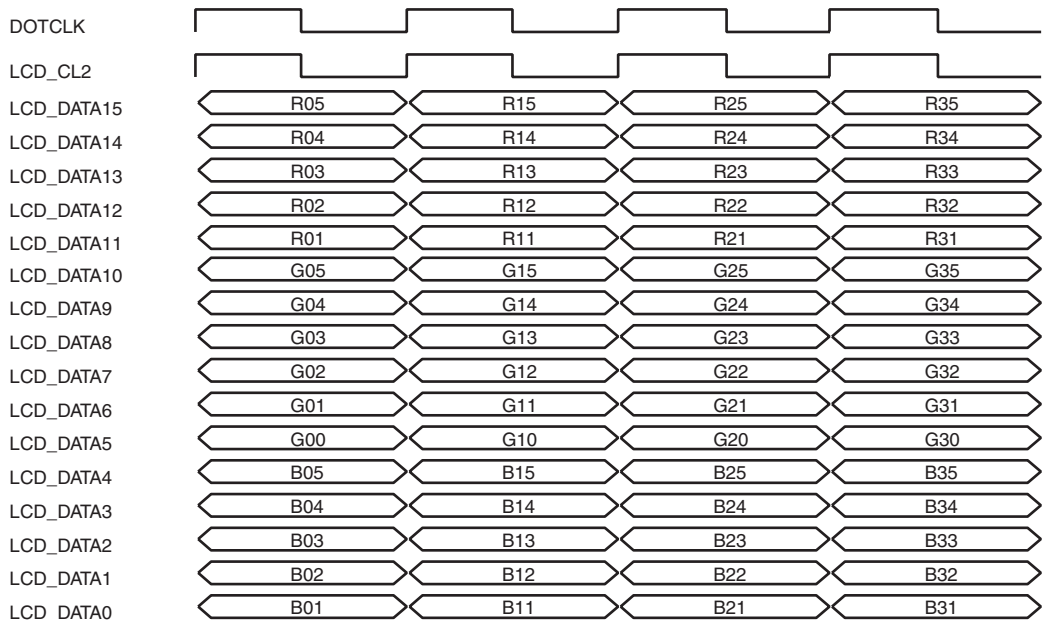 DOTCLK
LCD_CL2
LCD_DATA15 R05 R15 R25 R35
LCD_DATA14 R04 R14 R24 R34
LCD_DATA13 R03 R13 R23 R33
LCD_DATA12 R02 R12 R22 R32
LCD_DATA11 R01 R11 R21 R31
LCD_DATA10 G05 G15 G25 G35
LCD_DATA9 G04 G14 G24 G34
LCD_DATA8 G03 G13 G23 G33
LCD_DATA7 G02 G12 G22 G32
LCD_DATA6 G01 G11 G21 G31
LCD_DATA5 G00 G10 G20 G30
LCD_DATA4 B05 B15 B25 B35
LCD_DATA3 B04 B14 B24 B34
LCD_DATA2 B03 B13 B23 B33
LCD_DATA1 B02 B12 B22 B32
LCD_DATA0 B01 B11 B21 B31